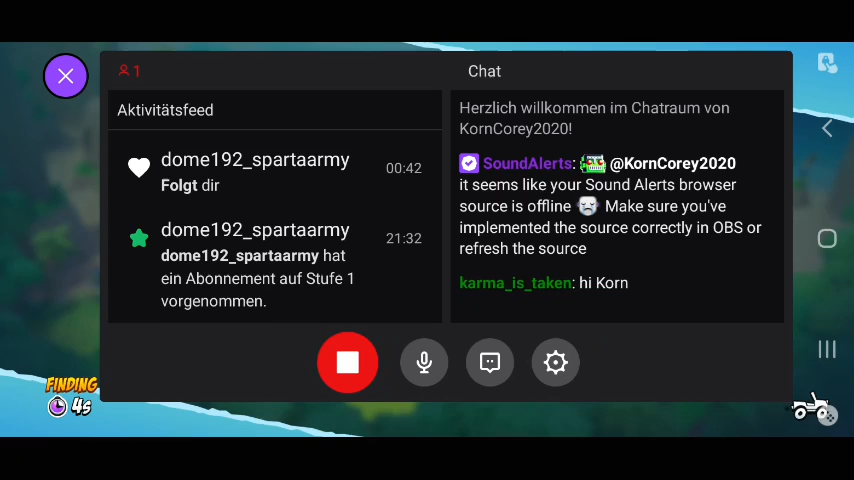 1
Chat
Aktivitätsfeed
dome192_spartaarmy
Folgt dir
00:42
dome192_spartaarmy
dome192_spartaarmy hat
ein Abonnement auf Stufe 1
vorgenommen.
21:32
Herzlich willkommen im Chatraum von
KornCorey2020!
SoundAlerts: @KornCorey2020
it seems like your Sound Alerts browser
source is offline Make sure you've
implemented the source correctly in OBS or
refresh the source
karma_is_taken: hi Korn
FINDING
4s